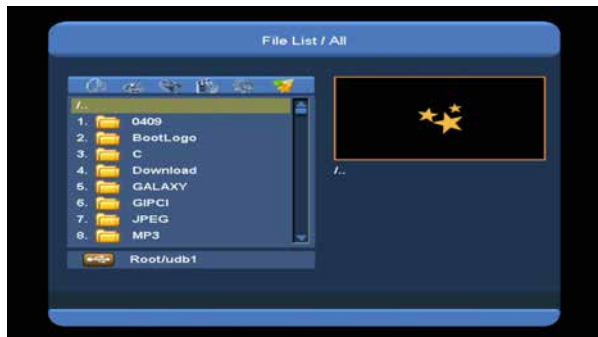 File List / All
/..
1. 0409
2. BootLogo
3. C
4. Download
5. GALAXY
6. GIPCI
7. JPEG
8. MP3
/..
Root/udb1